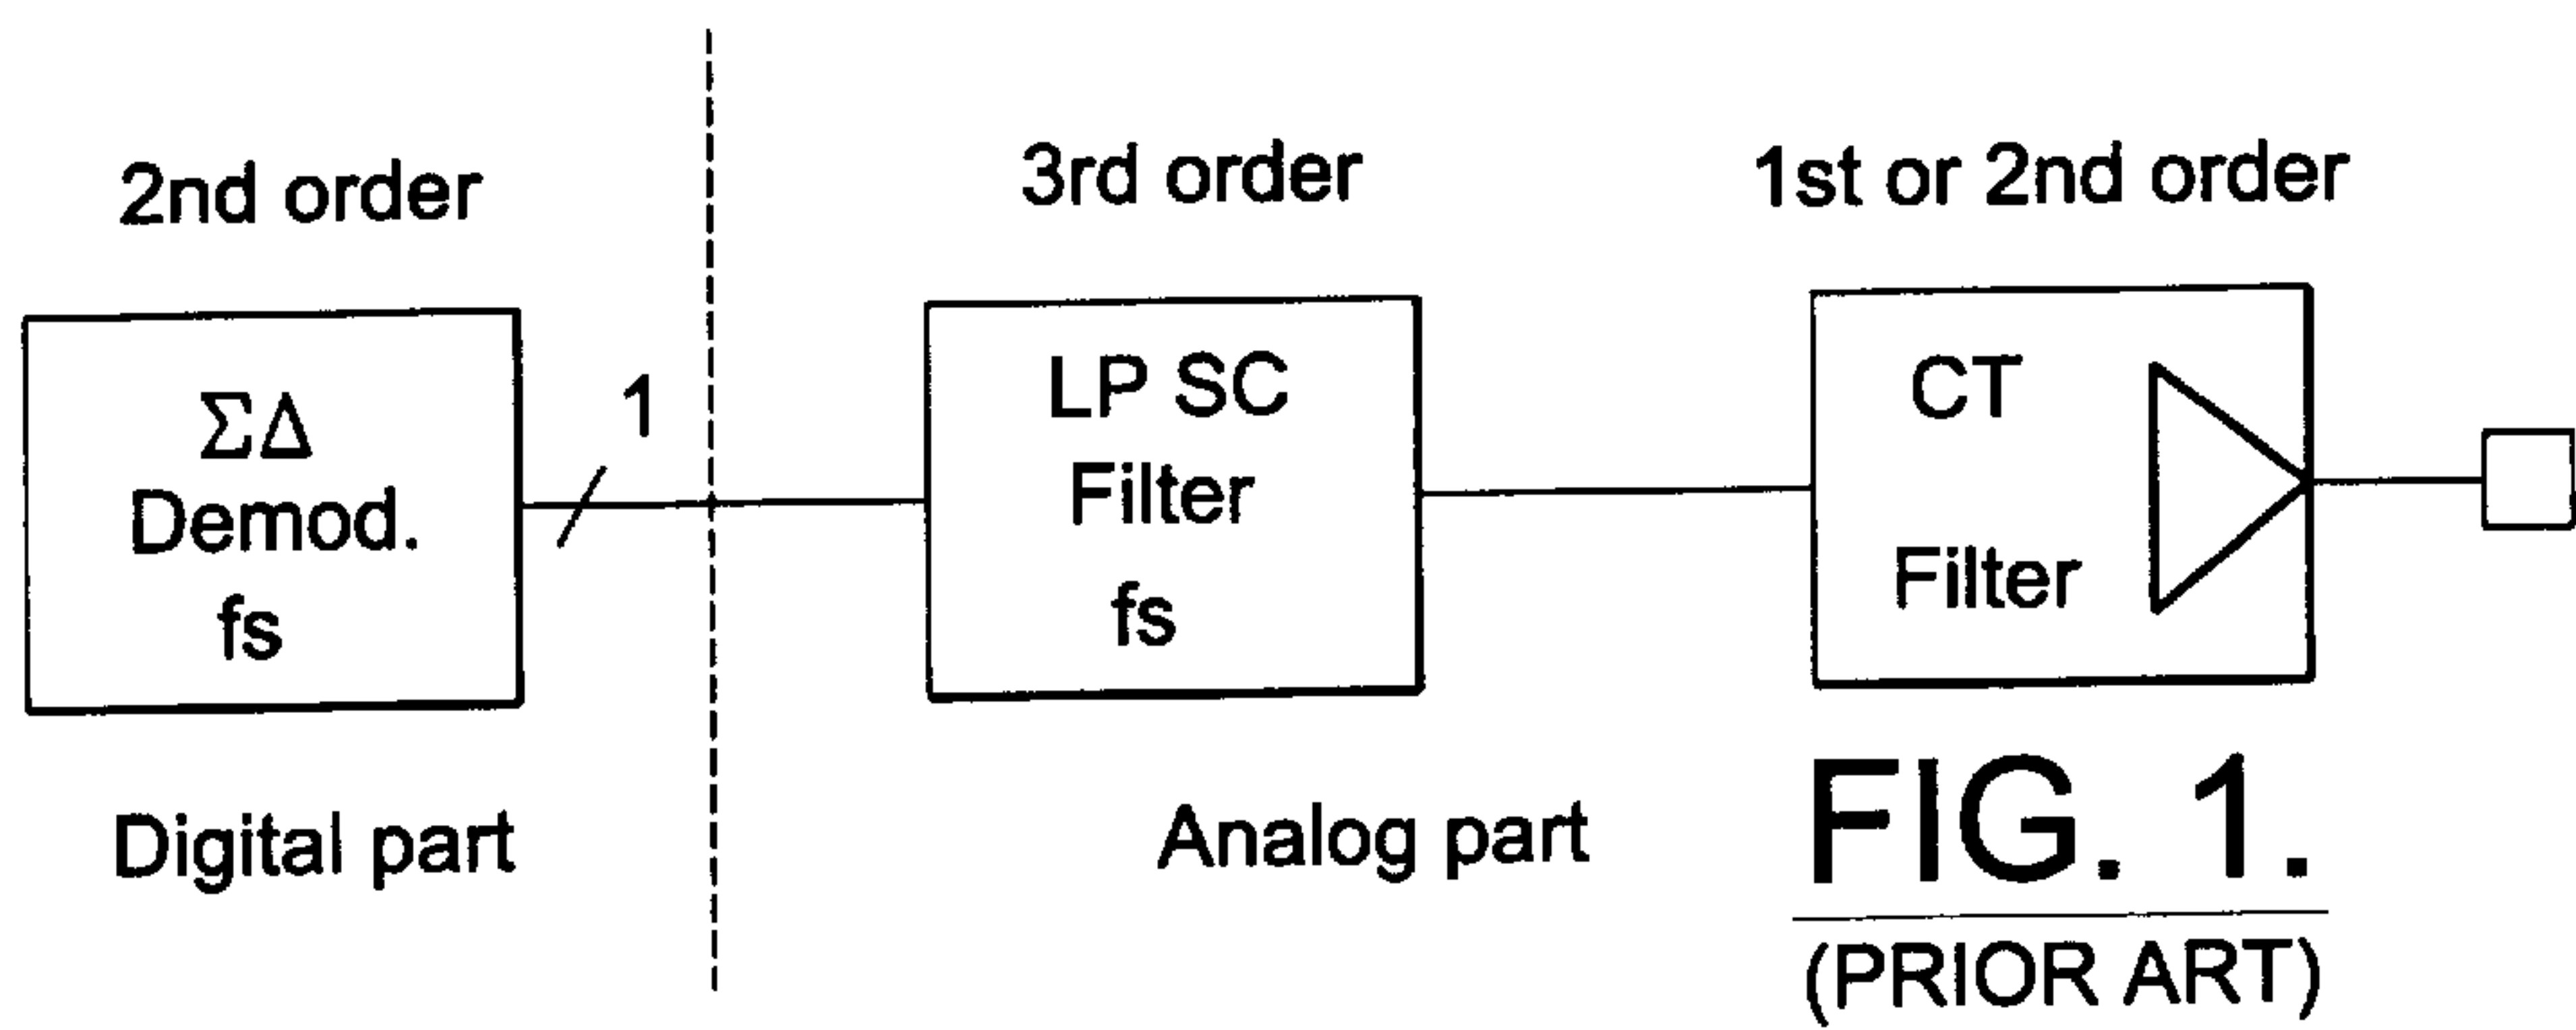 2nd order
3rd order
1st or 2nd order
ΣΔ
Demod.
fs
1
LP SC
Filter
fs
CT
Filter
Digital part
Analog part
FIG. 1.
(PRIOR ART)